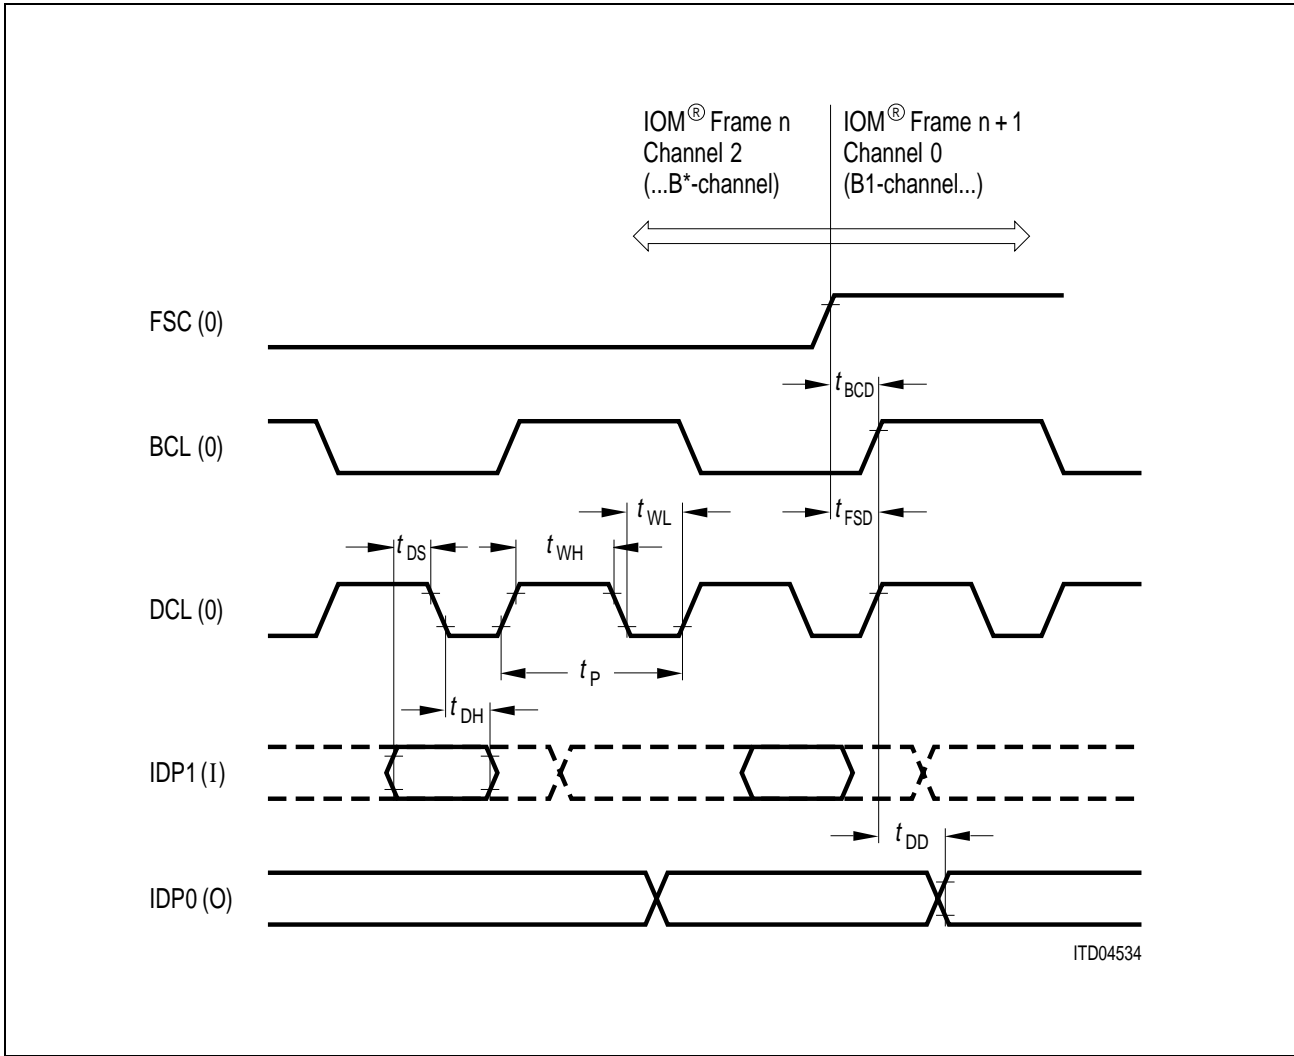 IOM® Frame n
Channel 2
(...B*-channel)
IOM® Frame n + 1
Channel 0
(B1-channel...)
FSC (0)
tBCD
BCL (0)
tWL
tFSD
tDS
tWH
DCL (0)
tP
tDH
IDP1 (I)
tDD
IDP0 (O)
ITD04534